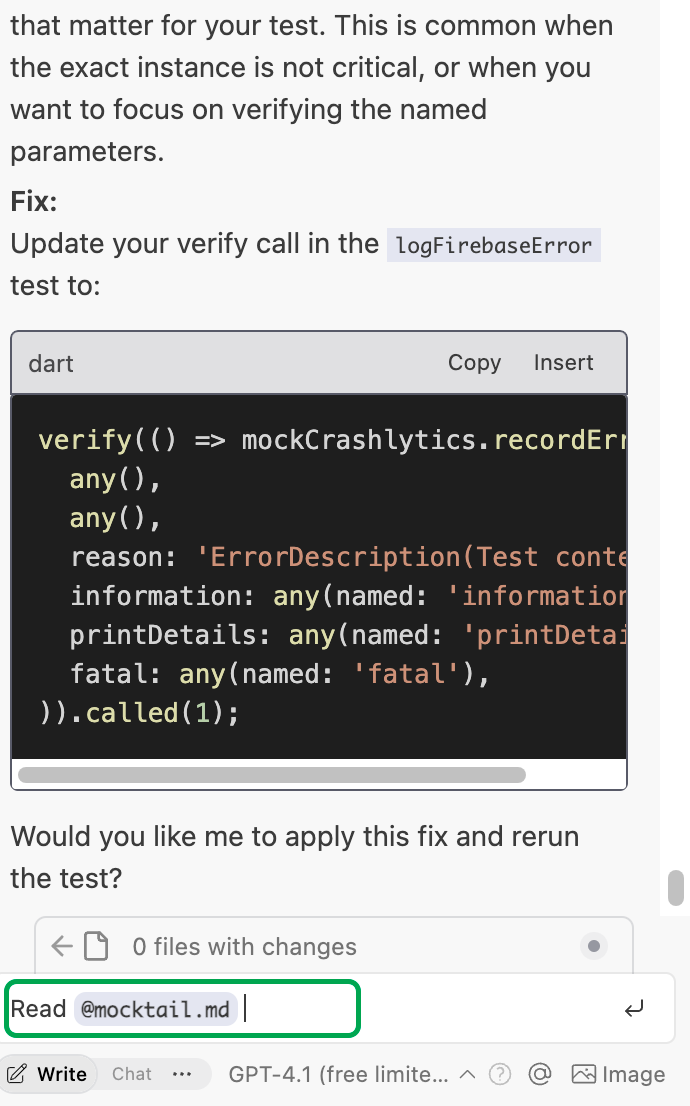 that matter for your test. This is common when
the exact instance is not critical, or when you
want to focus on verifying the named
parameters.
Fix:
Update your verify call in the logFirebaseError
test to:
dart Copy Insert
verify(() => mockCrashlytics.recordErr
any(),
any(),
reason: 'ErrorDescription(Test conte
information: any(named: 'information
printDetails: any(named: 'printDetai
fatal: any(named: 'fatal'),
)).called(1);
Would you like me to apply this fix and rerun
the test?
0 files with changes
Read @mocktail.md
Write Chat ··· GPT-4.1 (free limite... ? @ Image